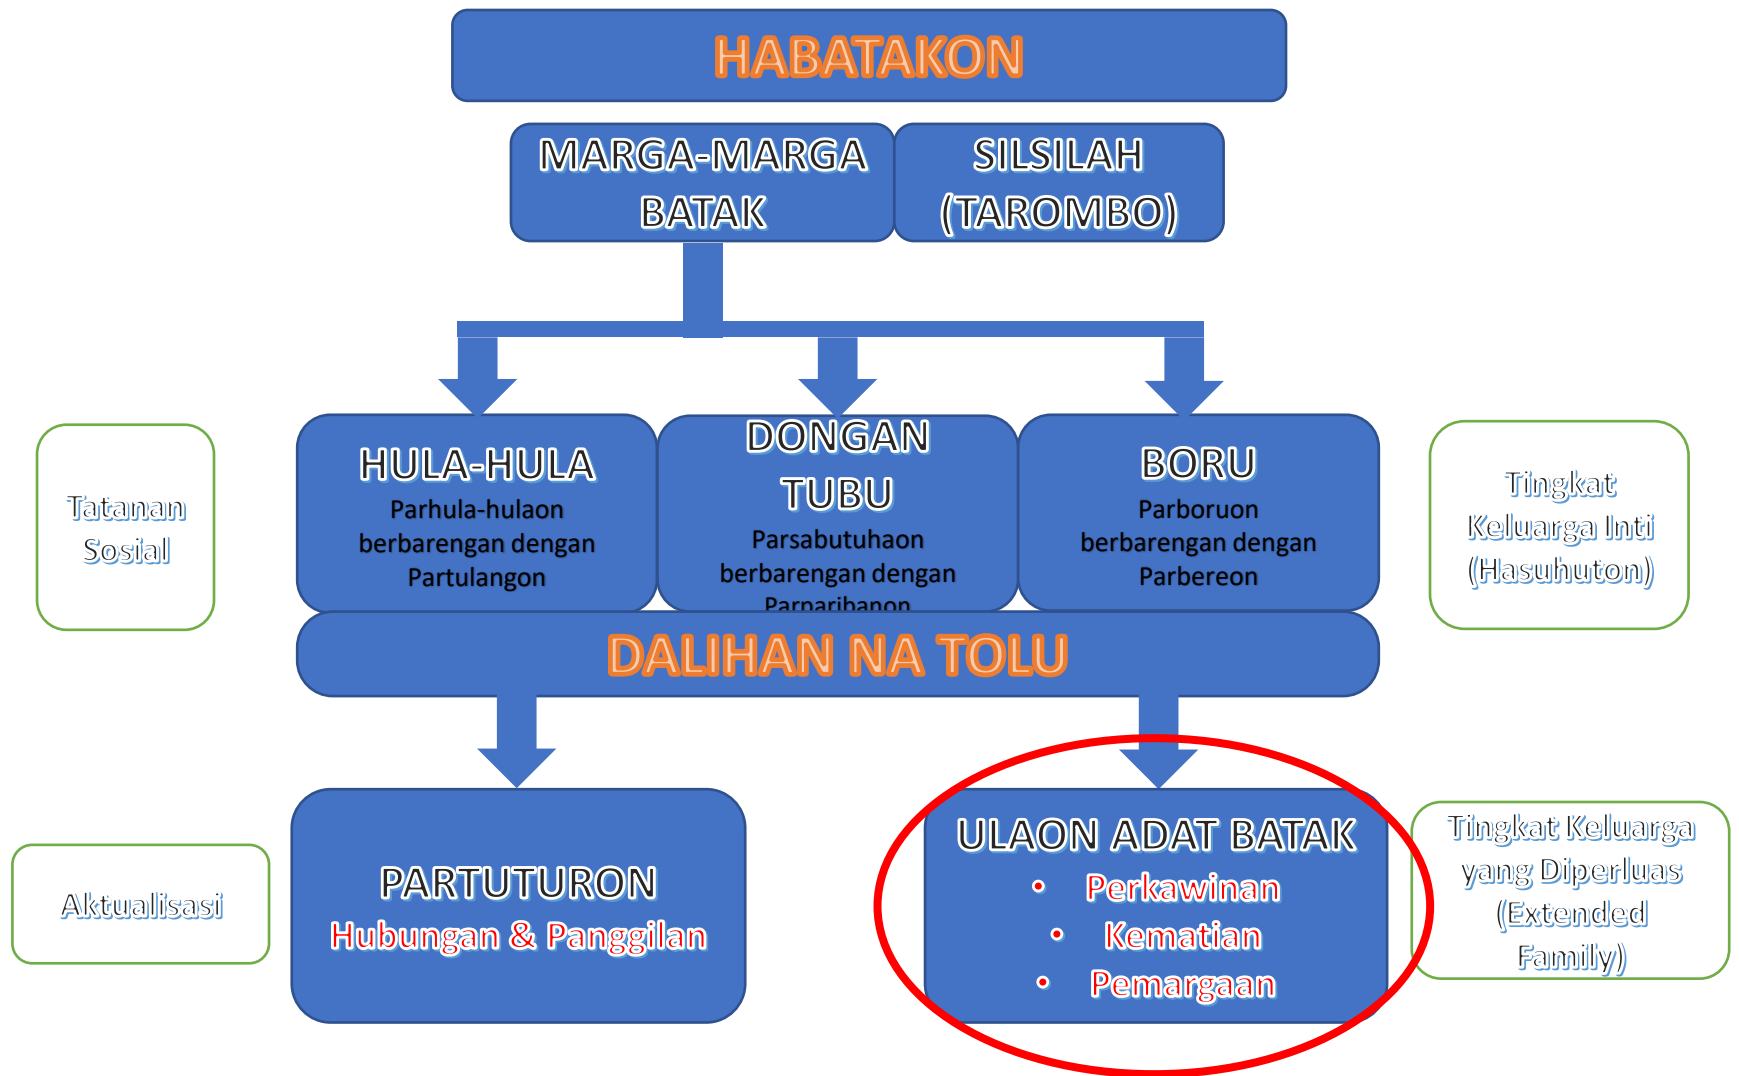 HABATAKON
MARGA-MARGA
BATAK
SILSILAH
(TAROMBO)
Tatanan
Sosial
HULA-HULA
Parhula-hulaon
berbarengan dengan
Partulangon
DONGAN
TUBU
Parsabutuhaon
berbarengan dengan
Parparibanon
BORU
Parboruon
berbarengan dengan
Parbereon
Tingkat
Keluarga Inti
(Hasuhuton)
DALIHAN NA TOLU
Aktualisasi
PARTUTURON
Hubungan & Panggilan
ULAON ADAT BATAK
• Perkawinan
• Kematian
• Pemargaan
Tingkat Keluarga
yang Diperluas
(Extended
Family)